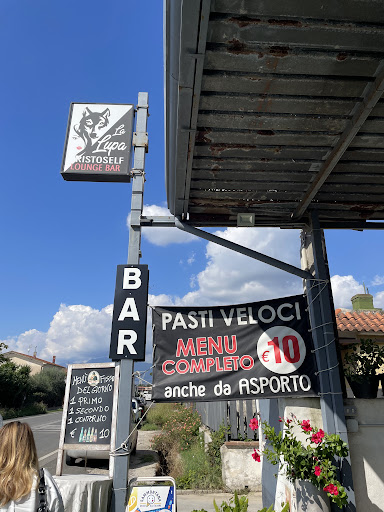 La
Lupa
RISTOSELF
LOUNGE BAR
BAR
PASTI VELOCI
MENU
COMPLETO
€10
anche da ASPORTO
MENÙ FISSO
DEL GIORNO
1 PRIMO
1 SECONDO
1 CONTORNO
€ 10